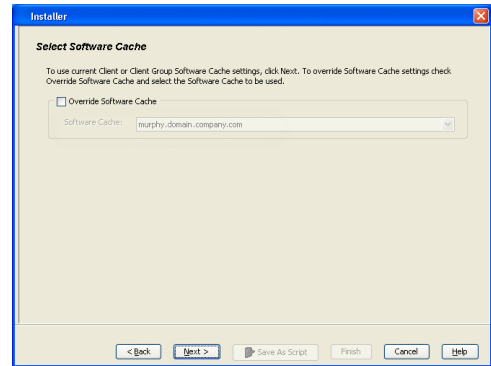 Installer
Select Software Cache
To use current Client or Client Group Software Cache settings, click Next. To override Software Cache settings check
Override Software Cache and select the Software Cache to be used.
Override Software Cache
Software Cache: murphy.domain.company.com
< Back Next > Save As Script Finish Cancel Help